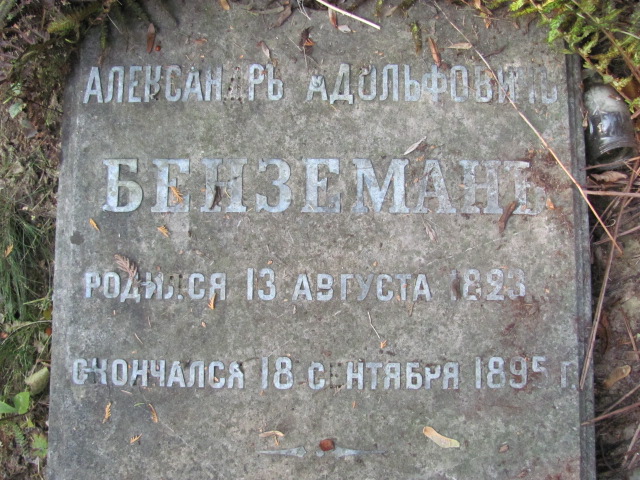 АЛЕКСАНДРЪ АДОЛЬФОВИЧЪ
БЕНЗЕМАНЪ
РОДИЛСЯ 13 АВГУСТА 1823
СКОНЧАЛСЯ 18 СЕНТЯБРЯ 1895 Г.